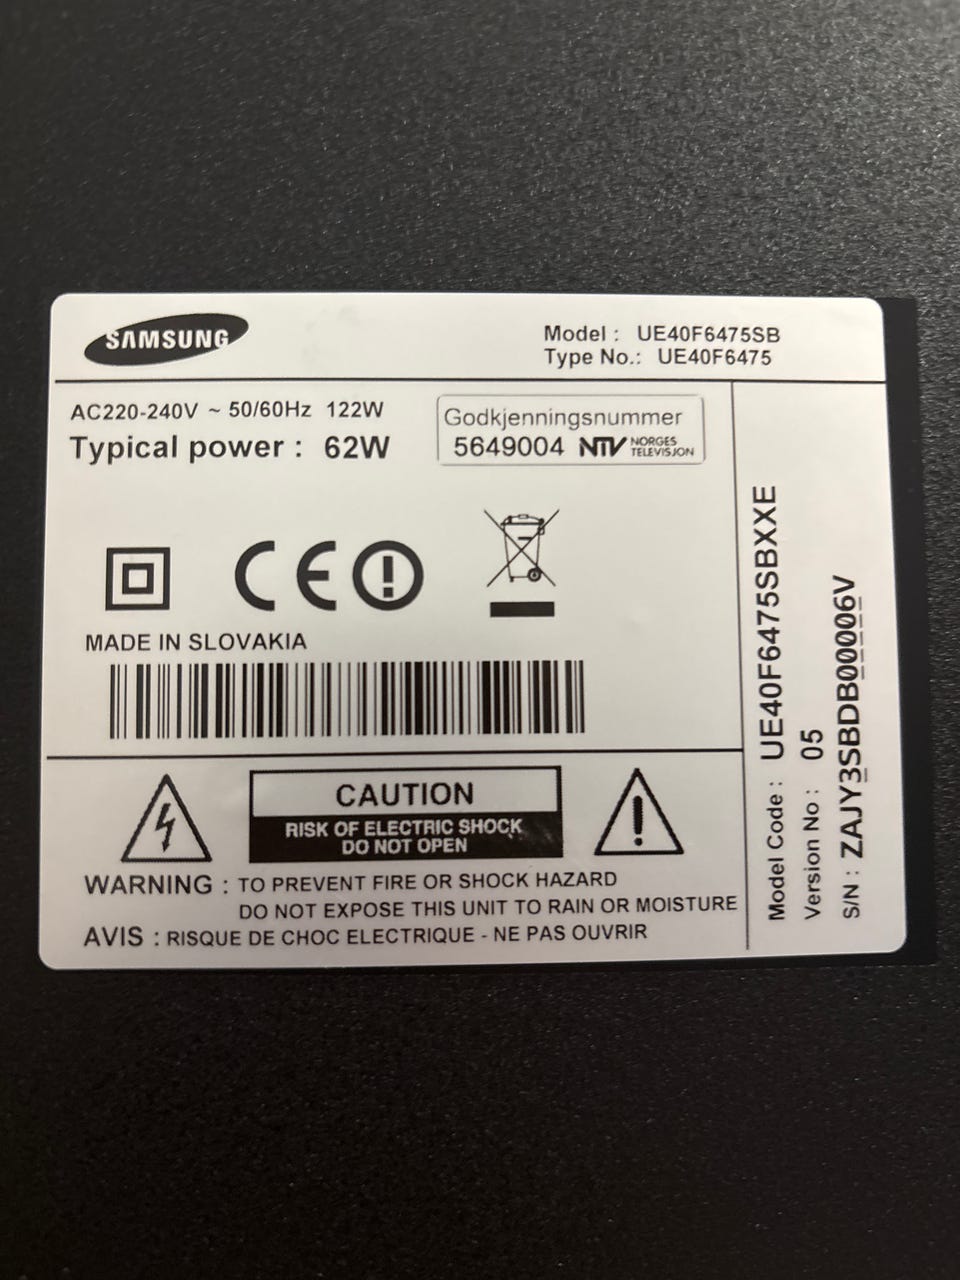 SAMSUNG
Model : UE40F6475SB
Type No.: UE40F6475
AC220-240V ~ 50/60Hz 122W
Typical power : 62W
Godkjenningsnummer
5649004 NTV NORGES TELEVISJON
CE
MADE IN SLOVAKIA
CAUTION
RISK OF ELECTRIC SHOCK
DO NOT OPEN
WARNING : TO PREVENT FIRE OR SHOCK HAZARD
DO NOT EXPOSE THIS UNIT TO RAIN OR MOISTURE
AVIS : RISQUE DE CHOC ELECTRIQUE - NE PAS OUVRIR
Model Code : UE40F6475SBXXE
Version No : 05
S/N : ZAJY3SBDB00006V